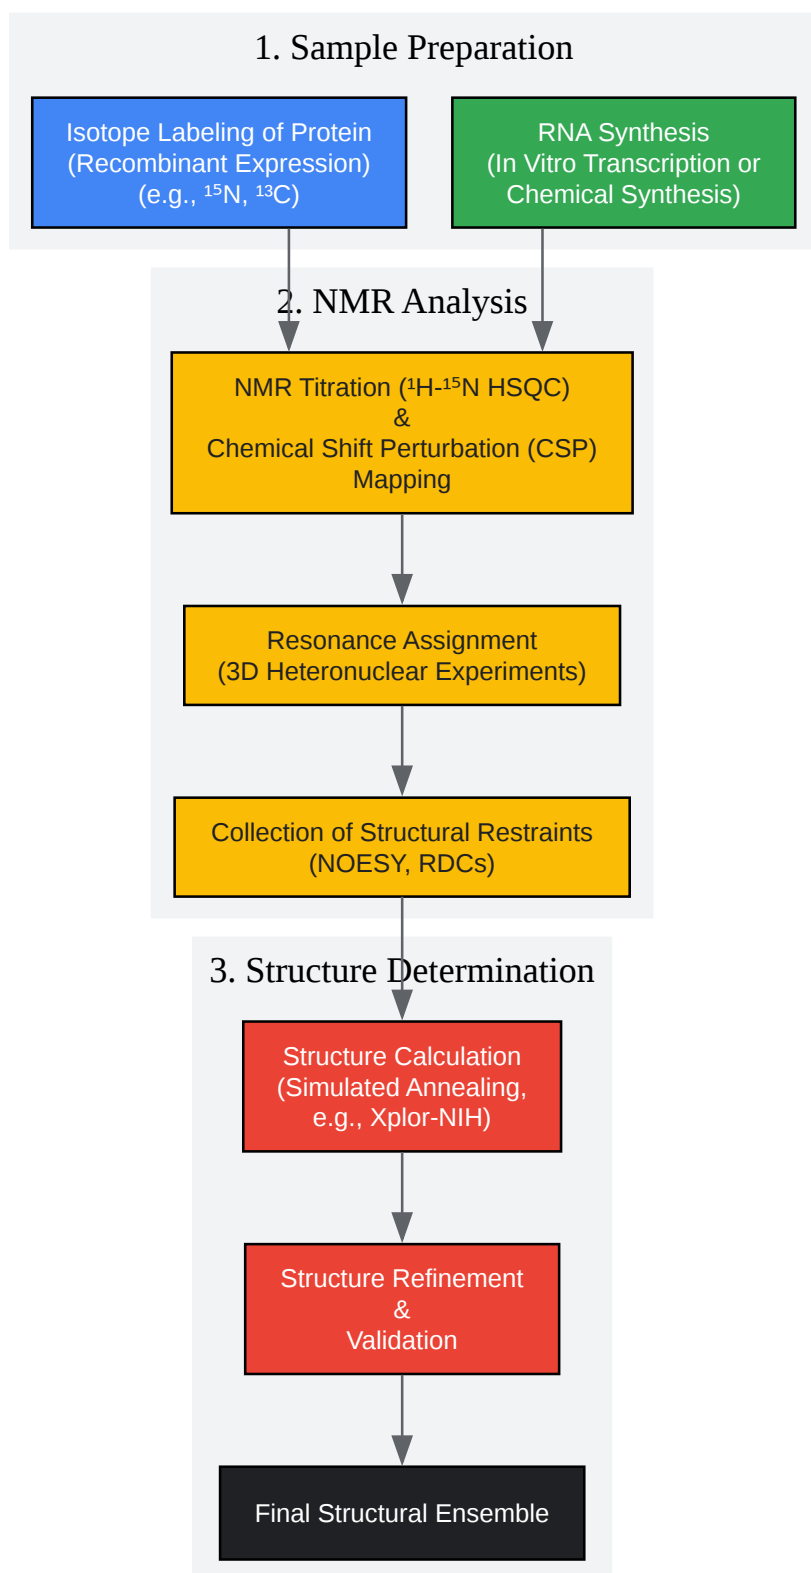 1. Sample Preparation
Isotope Labeling of Protein
(Recombinant Expression)
(e.g., ¹⁵N, ¹³C)
RNA Synthesis
(In Vitro Transcription or
Chemical Synthesis)
2. NMR Analysis
NMR Titration (¹H-¹⁵N HSQC)
&
Chemical Shift Perturbation (CSP)
Mapping
Resonance Assignment
(3D Heteronuclear Experiments)
Collection of Structural Restraints
(NOESY, RDCs)
3. Structure Determination
Structure Calculation
(Simulated Annealing,
e.g., Xplor-NIH)
Structure Refinement
&
Validation
Final Structural Ensemble